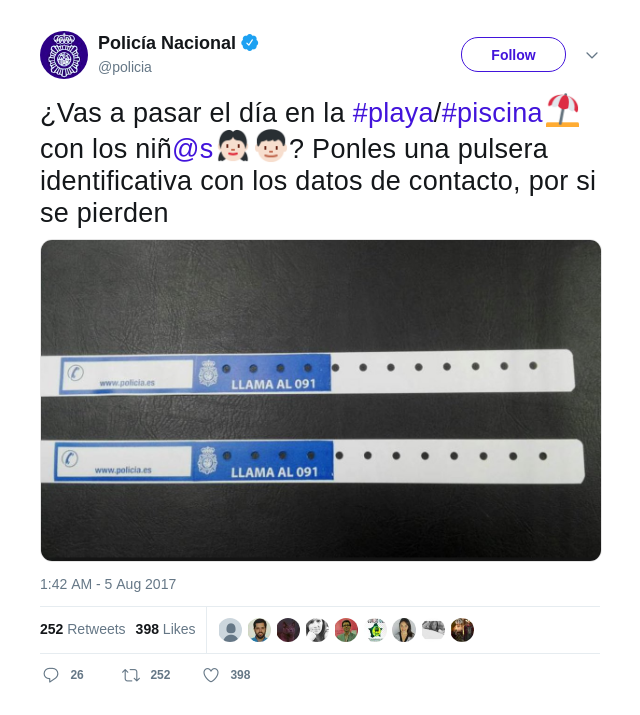 Policía Nacional
@policia
Follow
¿Vas a pasar el día en la #playa/#piscina⛱
con los niñ@s👧🏻👦🏻? Ponles una pulsera
identificativa con los datos de contacto, por si
se pierden
www.policia.es
LLAMA AL 091
www.policia.es
LLAMA AL 091
1:42 AM - 5 Aug 2017
252 Retweets 398 Likes
26 252 398